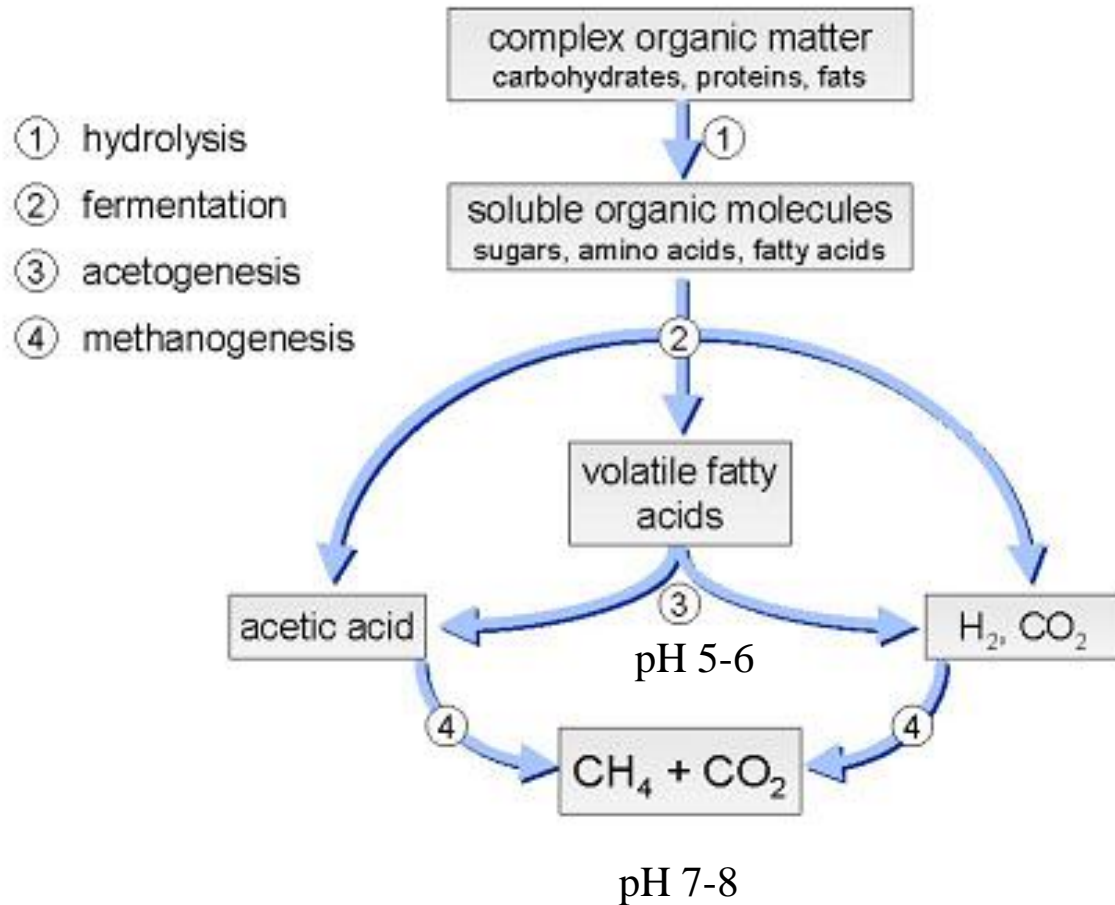 complex organic matter
carbohydrates, proteins, fats
① hydrolysis
② fermentation
③ acetogenesis
④ methanogenesis
①
soluble organic molecules
sugars, amino acids, fatty acids
②
volatile fatty
acids
③
acetic acid
H₂, CO₂
pH 5-6
④
④
CH₄ + CO₂
pH 7-8